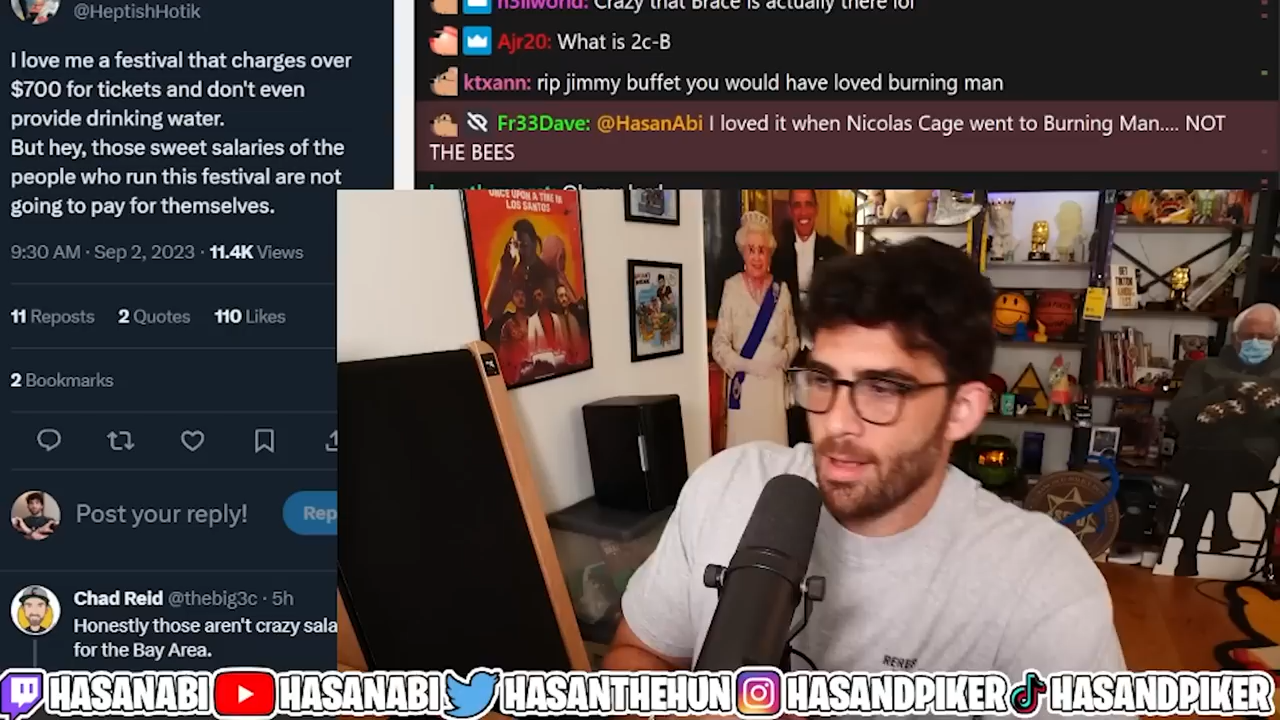 @HeptishHotik
I love me a festival that charges over
$700 for tickets and don't even
provide drinking water.
But hey, those sweet salaries of the
people who run this festival are not
going to pay for themselves.
9:30 AM · Sep 2, 2023 · 11.4K Views
11 Reposts 2 Quotes 110 Likes
2 Bookmarks
Post your reply!
Rep
Chad Reid @thebig3c · 5h
Honestly those aren't crazy sala
for the Bay Area.
h3llworld: Crazy that Brace is actually there lol
Ajr20: What is 2c-B
ktxann: rip jimmy buffet you would have loved burning man
Fr33Dave: @HasanAbi I loved it when Nicolas Cage went to Burning Man.... NOT
THE BEES
ONCE UPON A TIME IN
LOS SANTOS
HASANABI HASANABI HASANTHEHUN HASANDPIKER HASANDPIKER